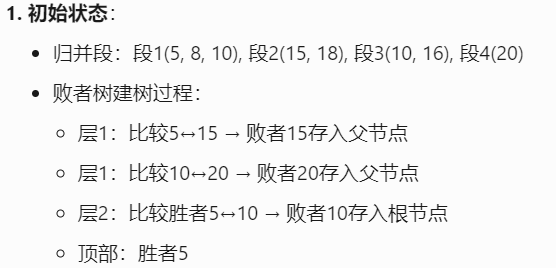 1. 初始状态：
归并段：段1(5, 8, 10), 段2(15, 18), 段3(10, 16), 段4(20)
败者树建树过程：
层1：比较5↔15 → 败者15存入父节点
层1：比较10↔20 → 败者20存入父节点
层2：比较胜者5↔10 → 败者10存入根节点
顶部：胜者5